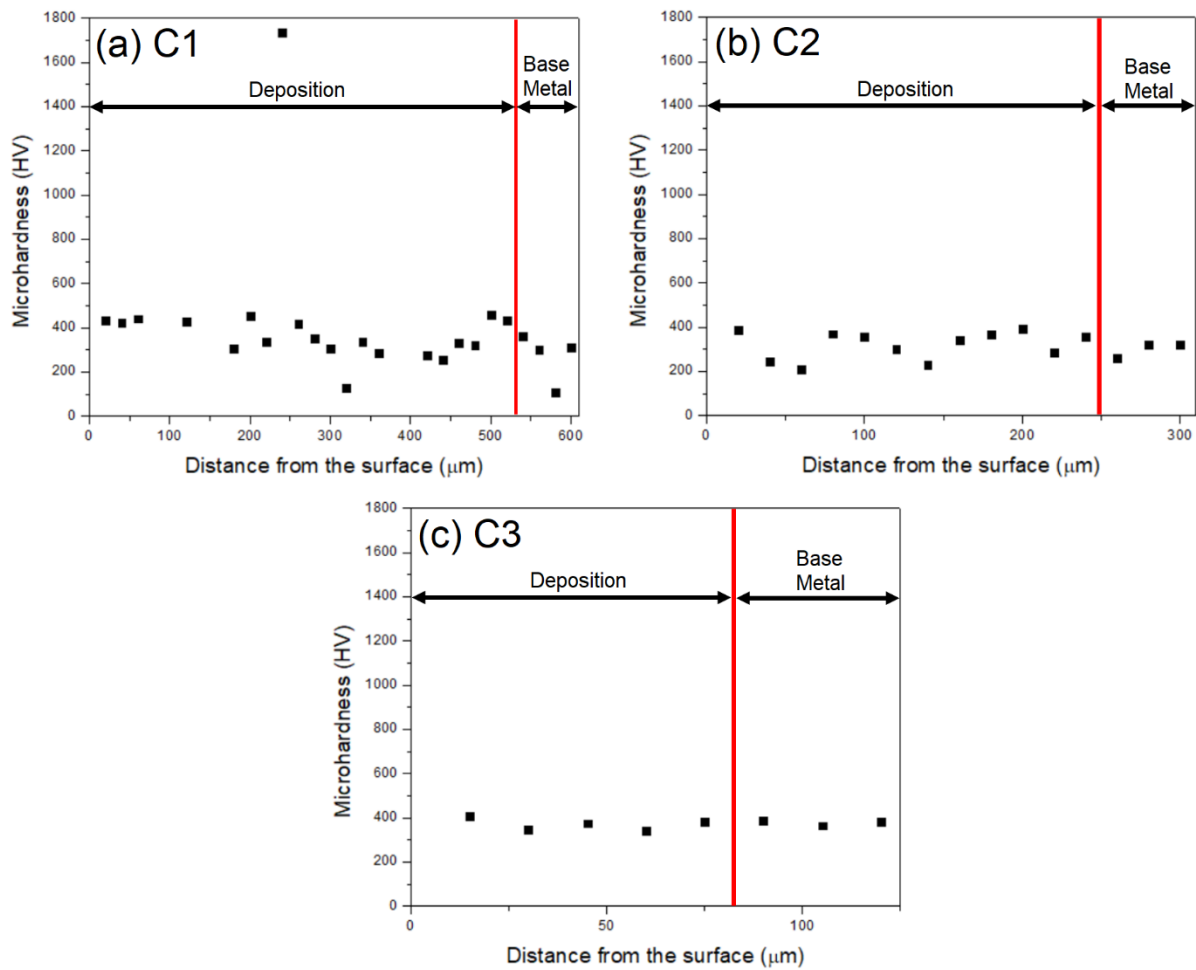 (a) C1
Deposition
Base
Metal
1800
1600
1400
1200
1000
800
600
400
200
0
Microhardness (HV)
0
100
200
300
400
500
600
Distance from the surface (μm)
(b) C2
Deposition
Base
Metal
1800
1600
1400
1200
1000
800
600
400
200
0
Microhardness (HV)
0
100
200
300
Distance from the surface (μm)
(c) C3
Deposition
Base
Metal
1800
1600
1400
1200
1000
800
600
400
200
0
Microhardness (HV)
0
50
100
Distance from the surface (μm)